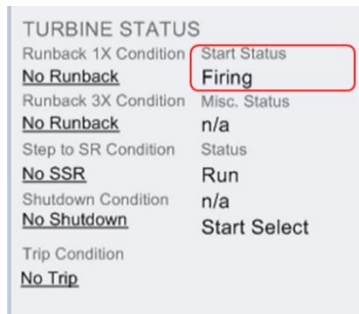 TURBINE STATUS
Runback 1X Condition Start Status
No Runback Firing
Runback 3X Condition Misc. Status
No Runback n/a
Step to SR Condition Status
No SSR Run
Shutdown Condition n/a
No Shutdown Start Select
Trip Condition
No Trip